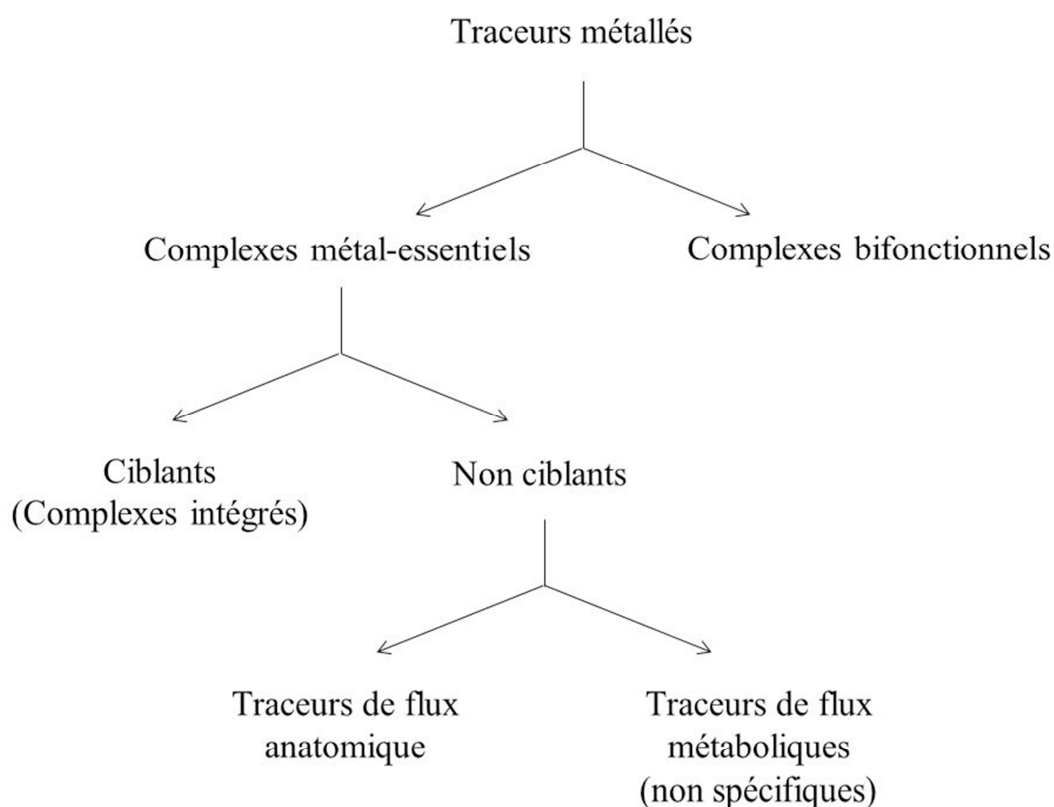 Traceurs métallés
Complexes métal-essentiels
Complexes bifonctionnels
Ciblants
(Complexes intégrés)
Non ciblants
Traceurs de flux
anatomique
Traceurs de flux
métaboliques
(non spécifiques)